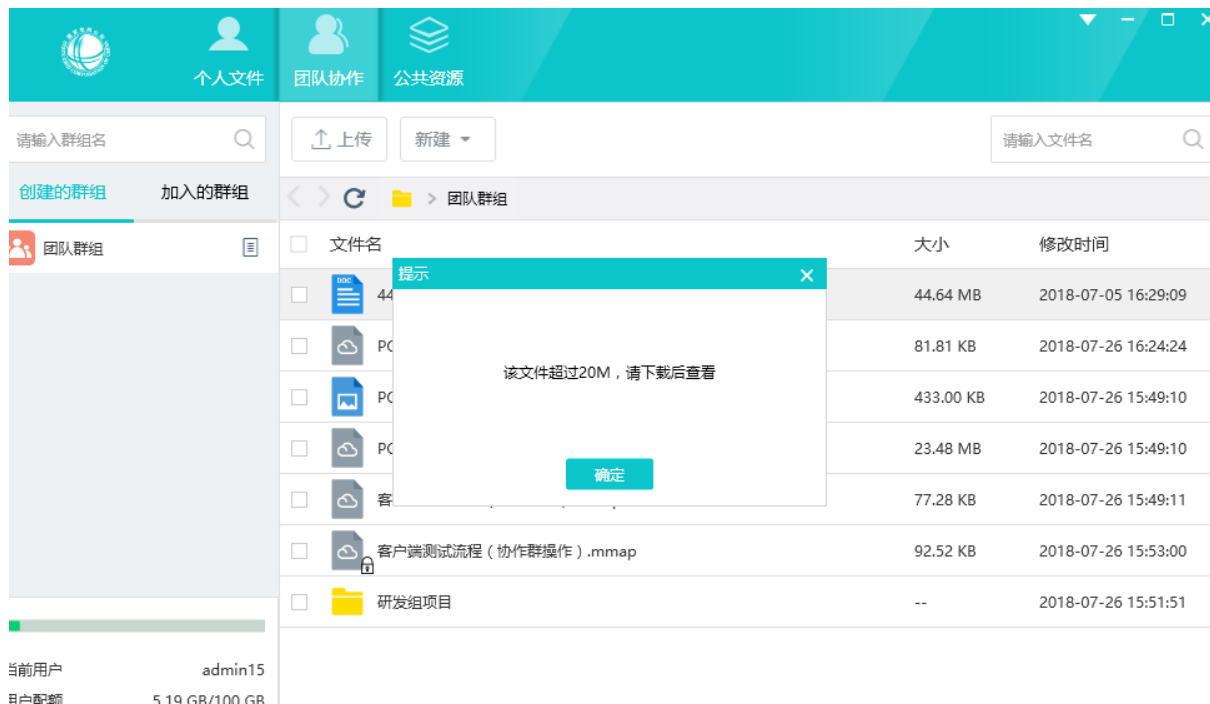 个人文件
团队协作
公共资源
请输入群组名
上传
新建
请输入文件名
创建的群组
加入的群组
> 团队群组
团队群组
文件名
大小
修改时间
提示
DOC
44
44.64 MB
2018-07-05 16:29:09
PC
81.81 KB
2018-07-26 16:24:24
该文件超过20M，请下载后查看
PC
433.00 KB
2018-07-26 15:49:10
PC
23.48 MB
2018-07-26 15:49:10
确定
客
77.28 KB
2018-07-26 15:49:11
客户端测试流程（协作群操作）.mmap
92.52 KB
2018-07-26 15:53:00
研发组项目
--
2018-07-26 15:51:51
当前用户
admin15
用户配额
5.19 GB/100 GB